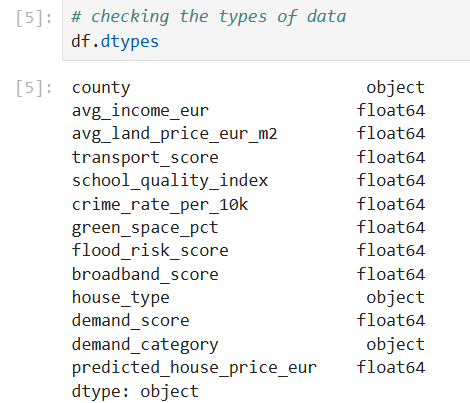 [5]: # checking the types of data
df.dtypes
[5]: county object
avg_income_eur float64
avg_land_price_eur_m2 float64
transport_score float64
school_quality_index float64
crime_rate_per_10k float64
green_space_pct float64
flood_risk_score float64
broadband_score float64
house_type object
demand_score float64
demand_category object
predicted_house_price_eur float64
dtype: object